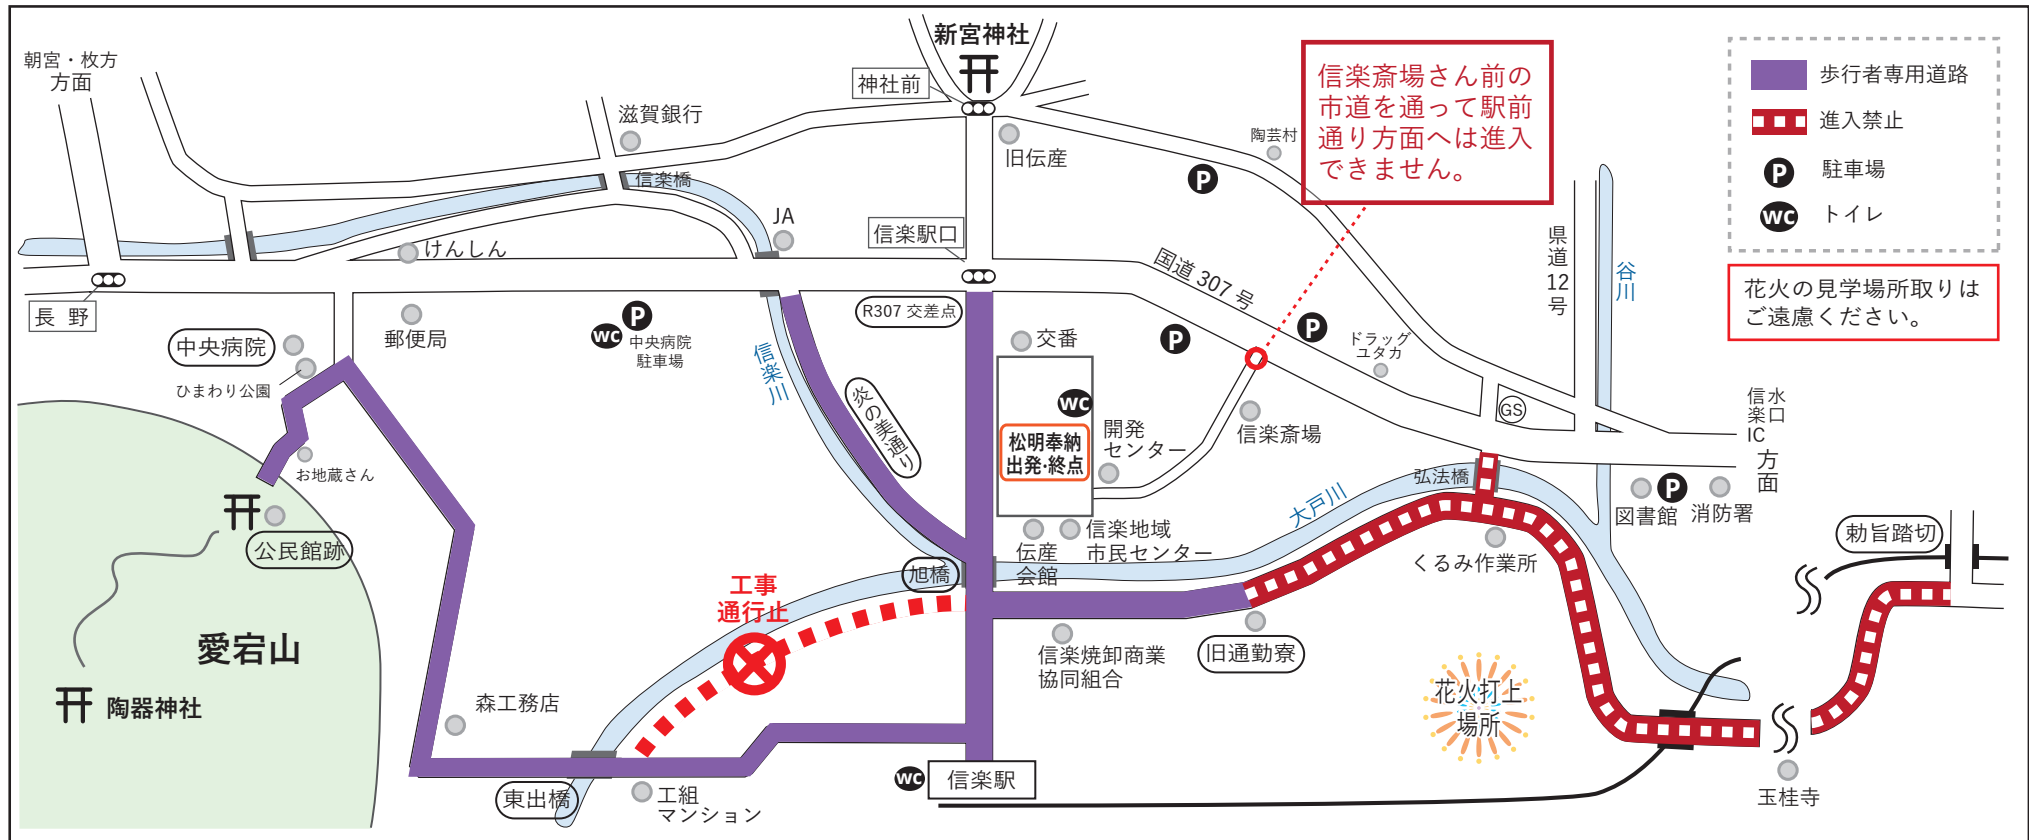 朝宮・枚方
方面
長 野
滋賀銀行
信楽橋
けんしん
JA
新宮神社
神社前
旧伝産
信楽駅口
R307 交差点
信楽斎場さん前の
市道を通って駅前
通り方面へは進入
できません。
陶芸村
P
国道 307 号
県道12号
谷川
歩行者専用道路
進入禁止
P
駐車場
WC
トイレ
花火の見学場所取りは
ご遠慮ください。
中央病院
ひまわり公園
郵便局
WC
P
中央病院
駐車場
信楽川
炎の美通り
交番
WC
松明奉納
出発・終点
開発
センター
P
P
ドラッグ
ユタカ
GS
信楽斎場
水口
信楽
IC
方面
お地蔵さん
公民館跡
愛宕山
陶器神社
伝産
会館
信楽地域
市民センター
大戸川
弘法橋
くるみ作業所
図書館
P
消防署
勅旨踏切
旭橋
工事
通行止
信楽焼卸商業
協同組合
旧通勤寮
花火打上
場所
森工務店
東出橋
工組
マンション
WC
信楽駅
玉桂寺